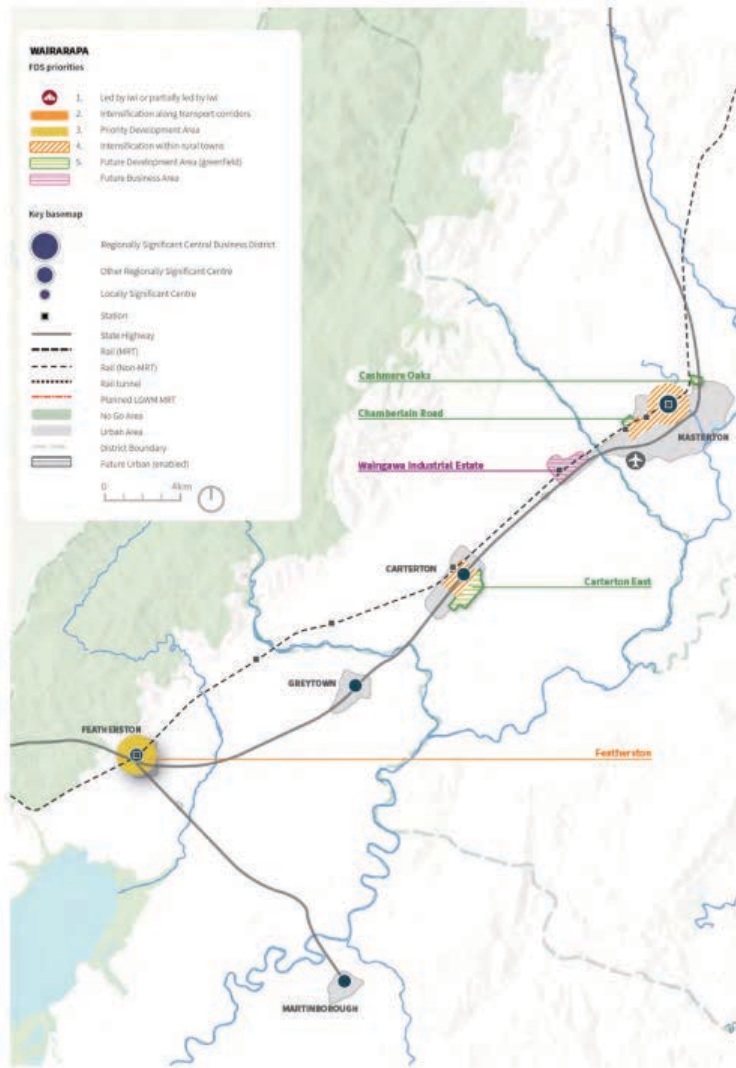 WAIRARAPA
FDS priorities
1. Led by iwi or partially led by iwi
2. Intensification along transport corridors
3. Priority Development Area
4. Intensification within rural towns
5. Future Development Area (greenfield)
Future Business Area
Key basemap
Regionally Significant Central Business District
Other Regionally Significant Centre
Locally Significant Centre
Station
State Highway
Rail (MRT)
Rail (Non-MRT)
Rail tunnel
Planned LGWM MRT
No Go Area
Urban Area
District Boundary
Future Urban (enabled)
0 4km
Cashmere Oaks
Chamberlain Road
MASTERTON
Waingawa Industrial Estate
CARTERTON
Carterton East
GREYTOWN
FEATHERSTON
Featherston
MARTINBOROUGH